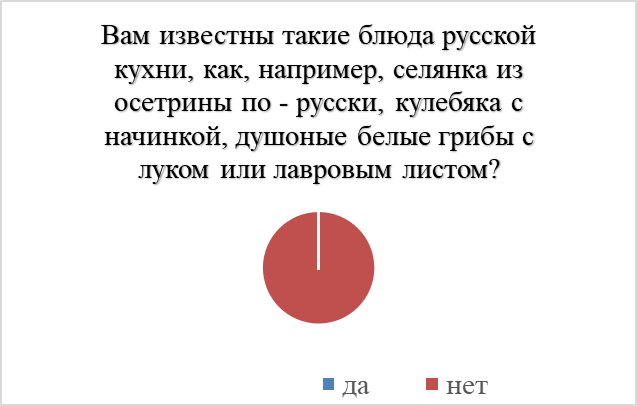 Вам известны такие блюда русской
кухни, как, например, селянка из
осетрины по - русски, кулебяка с
начинкой, душоные белые грибы с
луком или лавровым листом?
да нет